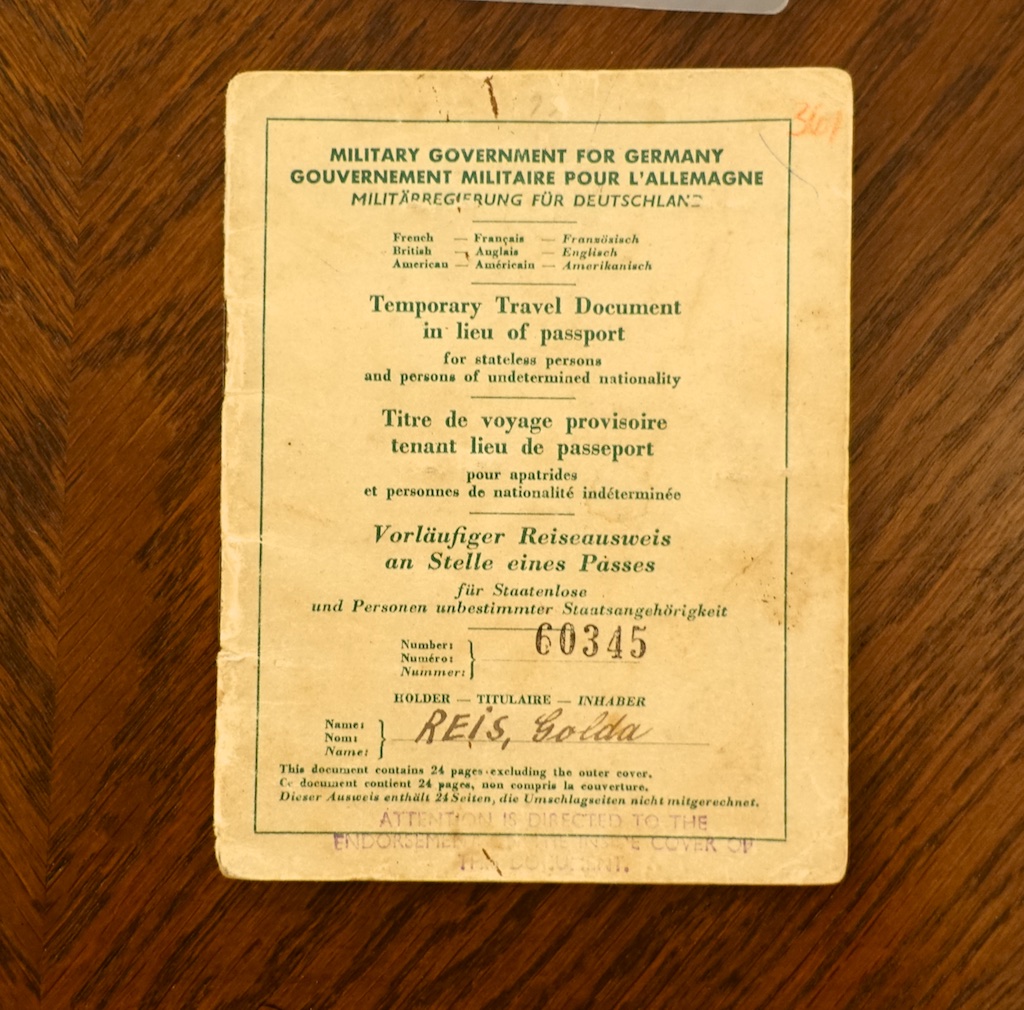 MILITARY GOVERNMENT FOR GERMANY
GOUVERNEMENT MILITAIRE POUR L'ALLEMAGNE
MILITÄRREGIERUNG FÜR DEUTSCHLAND
French — Français — Französisch
British — Anglais — Englisch
American — Américain — Amerikanisch
Temporary Travel Document
in lieu of passport
for stateless persons
and persons of undetermined nationality
Titre de voyage provisoire
tenant lieu de passeport
pour apatrides
et personnes de nationalité indéterminée
Vorläufiger Reiseausweis
an Stelle eines Passes
für Staatenlose
und Personen unbestimmter Staatsangehörigkeit
Number:
Numéro: 60345
Nummer:
HOLDER — TITULAIRE — INHABER
Name:
Nom: REIS, Golda
Name:
This document contains 24 pages excluding the outer cover.
Ce document contient 24 pages, non compris la couverture.
Dieser Ausweis enthält 24 Seiten, die Umschlagseiten nicht mitgerechnet.
ATTENTION IS DIRECTED TO THE
ENDORSEMENT INSIDE COVER OF
THIS DOCUMENT.